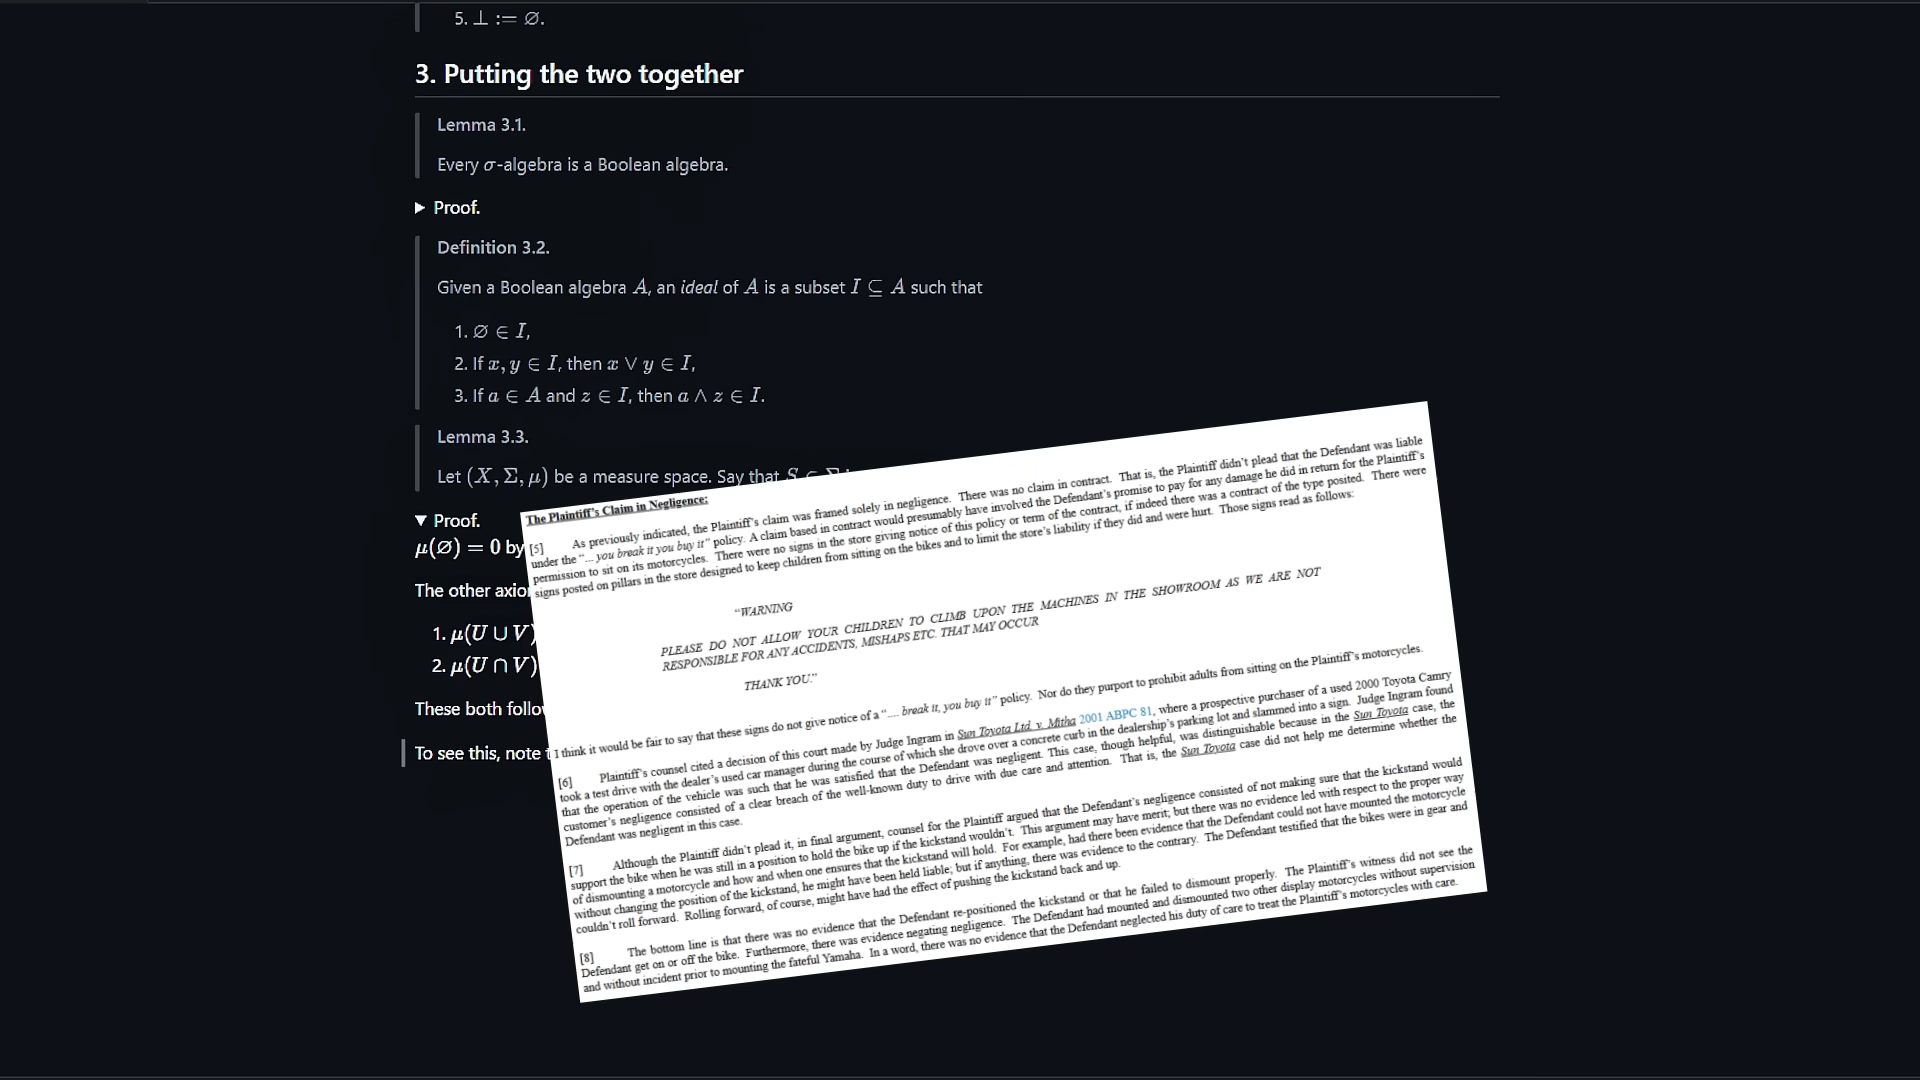 5. ⊥ := ∅.
3. Putting the two together
Lemma 3.1.
Every σ-algebra is a Boolean algebra.
▶ Proof.
Definition 3.2.
Given a Boolean algebra A, an ideal of A is a subset I ⊆ A such that
1. ∅ ∈ I,
2. If x, y ∈ I, then x ∨ y ∈ I,
3. If a ∈ A and z ∈ I, then a ∧ z ∈ I.
Lemma 3.3.
Let (X, Σ, μ) be a measure space. Say that S ⊂ Σ
▼ Proof.
μ(∅) = 0 by
The other axio
1. μ(U ∪ V)
2. μ(U ∩ V)
These both follow
To see this, note t
The Plaintiff's Claim in Negligence:
[5] As previously indicated, the Plaintiff's claim was framed solely in negligence. There was no claim in contract. That is, the Plaintiff didn't plead that the Defendant was liable
under the "... you break it you buy it" policy. A claim based in contract would presumably have involved the Defendant's promise to pay for any damage he did in return for the Plaintiff's
permission to sit on its motorcycles. There were no signs in the store giving notice of this policy or term of the contract, if indeed there was a contract of the type posited. There were
signs posted on pillars in the store designed to keep children from sitting on the bikes and to limit the store's liability if they did and were hurt. Those signs read as follows:
"WARNING
PLEASE DO NOT ALLOW YOUR CHILDREN TO CLIMB UPON THE MACHINES IN THE SHOWROOM AS WE ARE NOT
RESPONSIBLE FOR ANY ACCIDENTS, MISHAPS ETC. THAT MAY OCCUR
THANK YOU."
I think it would be fair to say that these signs do not give notice of a ".... break it, you buy it" policy. Nor do they purport to prohibit adults from sitting on the Plaintiff's motorcycles.
[6] Plaintiff's counsel cited a decision of this court made by Judge Ingram in Sun Toyota Ltd. v. Mitha 2001 ABPC 81, where a prospective purchaser of a used 2000 Toyota Camry
took a test drive with the dealer's used car manager during the course of which she drove over a concrete curb in the dealership's parking lot and slammed into a sign. Judge Ingram found
that the operation of the vehicle was such that he was satisfied that the Defendant was negligent. This case, though helpful, was distinguishable because in the Sun Toyota case, the
customer's negligence consisted of a clear breach of the well-known duty to drive with due care and attention. That is, the Sun Toyota case did not help me determine whether the
Defendant was negligent in this case.
[7] Although the Plaintiff didn't plead it, in final argument, counsel for the Plaintiff argued that the Defendant's negligence consisted of not making sure that the kickstand would
support the bike when he was still in a position to hold the bike up if the kickstand wouldn't. This argument may have merit; but there was no evidence led with respect to the proper way
of dismounting a motorcycle and how and when one ensures that the kickstand will hold. For example, had there been evidence that the Defendant could not have mounted the motorcycle
without changing the position of the kickstand, he might have been held liable; but if anything, there was evidence to the contrary. The Defendant testified that the bikes were in gear and
couldn't roll forward. Rolling forward, of course, might have had the effect of pushing the kickstand back and up.
[8] The bottom line is that there was no evidence that the Defendant re-positioned the kickstand or that he failed to dismount properly. The Plaintiff's witness did not see the
Defendant get on or off the bike. Furthermore, there was evidence negating negligence. The Defendant had mounted and dismounted two other display motorcycles without supervision
and without incident prior to mounting the fateful Yamaha. In a word, there was no evidence that the Defendant neglected his duty of care to treat the Plaintiff's motorcycles with care.